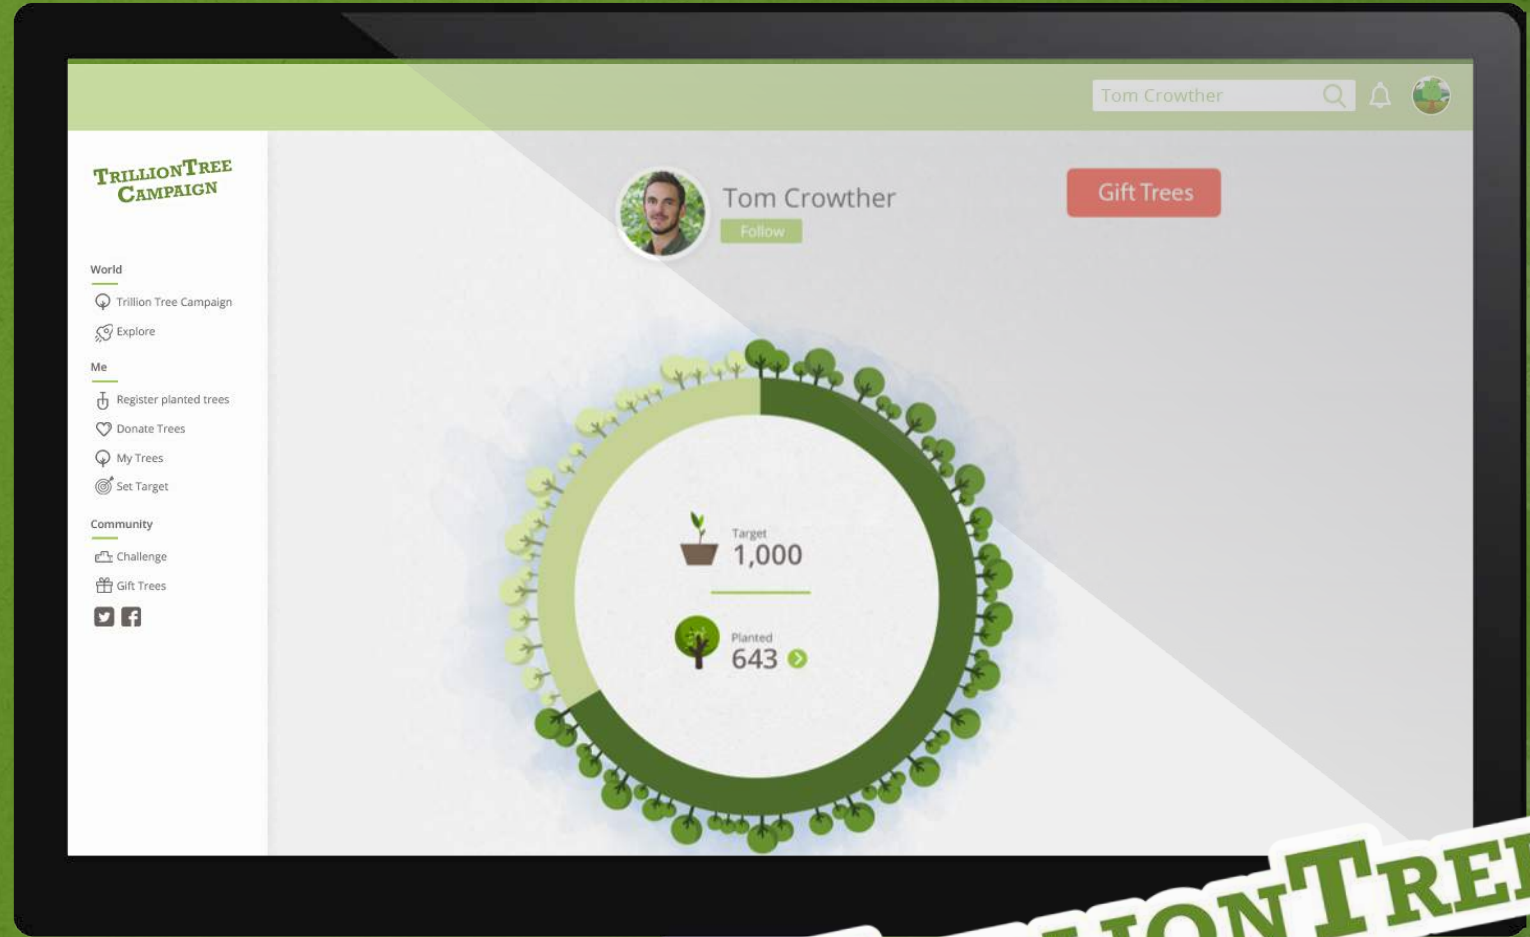 Tom Crowther
TRILLIONTREE
CAMPAIGN
Tom Crowther
Follow
Gift Trees
World
Trillion Tree Campaign
Explore
Me
Register planted trees
Donate Trees
My Trees
Set Target
Community
Challenge
Gift Trees
Target
1,000
Planted
643